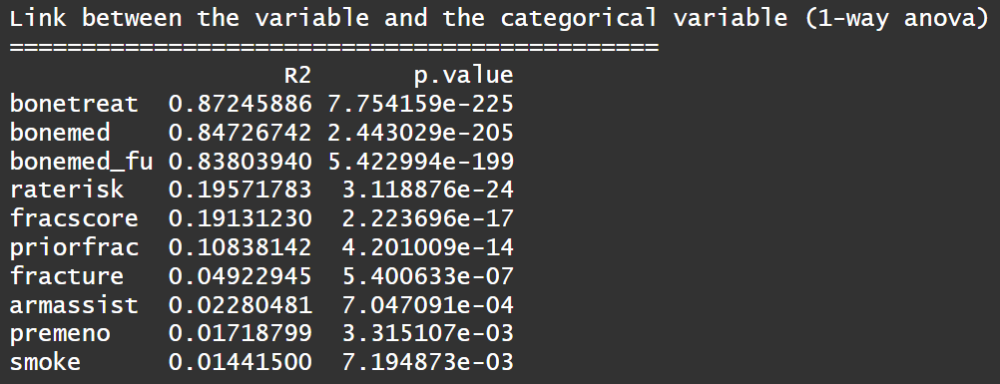 Link between the variable and the categorical variable (1-way anova)
=============================================
R2 p.value
bonetreat 0.87245886 7.754159e-225
bonemed 0.84726742 2.443029e-205
bonemed_fu 0.83803940 5.422994e-199
raterisk 0.19571783 3.118876e-24
fracscore 0.19131230 2.223696e-17
priorfrac 0.10838142 4.201009e-14
fracture 0.04922945 5.400633e-07
armassist 0.02280481 7.047091e-04
premeno 0.01718799 3.315107e-03
smoke 0.01441500 7.194873e-03